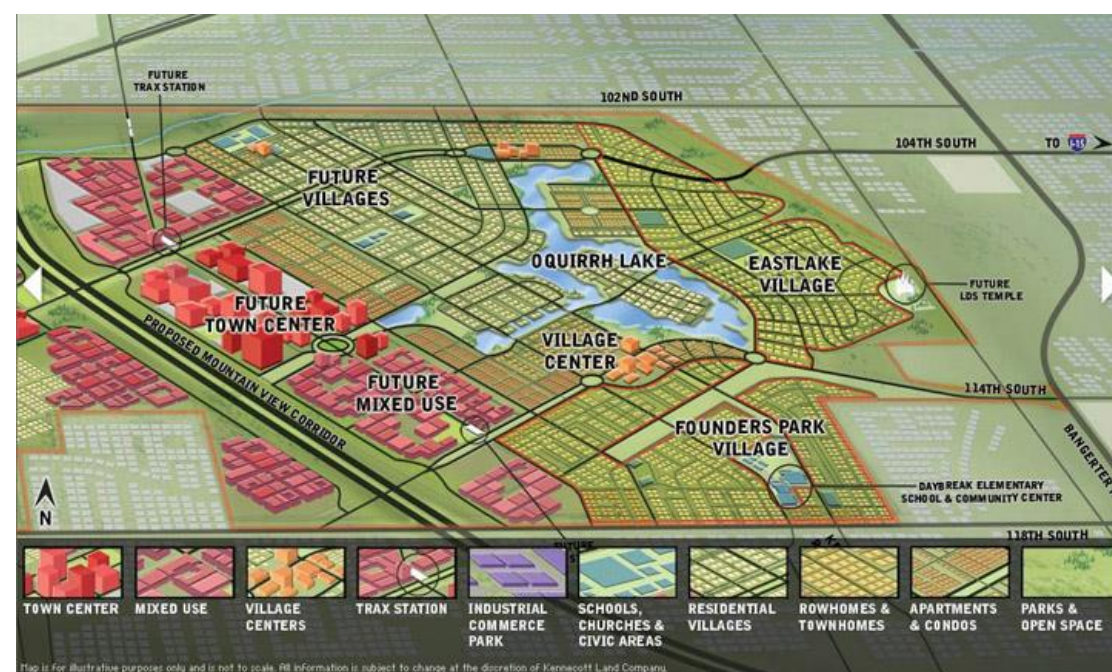 FUTURE
TRAX STATION
102ND SOUTH
104TH SOUTH
TO I-15
FUTURE
VILLAGES
OQUIRRH LAKE
EASTLAKE
VILLAGE
FUTURE
LDS TEMPLE
FUTURE
TOWN CENTER
VILLAGE
CENTER
PROPOSED MOUNTAIN VIEW CORRIDOR
FUTURE
MIXED USE
114TH SOUTH
FOUNDERS PARK
VILLAGE
BANGERTER
DAYBREAK ELEMENTARY
SCHOOL & COMMUNITY CENTER
N
118TH SOUTH
FUTURE
TOWN CENTER
MIXED USE
VILLAGE
CENTERS
TRAX STATION
INDUSTRIAL
COMMERCE
PARK
SCHOOLS,
CHURCHES &
CIVIC AREAS
RESIDENTIAL
VILLAGES
ROWHOMES &
TOWNHOMES
APARTMENTS
& CONDOS
PARKS &
OPEN SPACE
Map is for illustrative purposes only and is not to scale. All information is subject to change at the discretion of Kennecott Land Company.